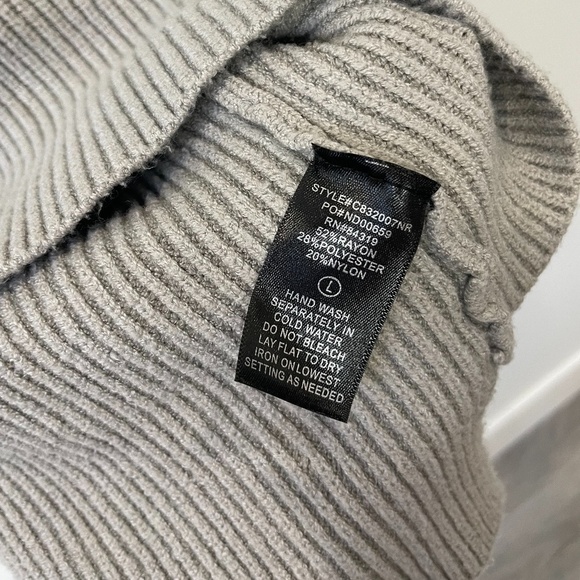 STYLE#C832007NR
PO#ND00659
RN#54319
52%RAYON
28%POLYESTER
20%NYLON
L
HAND WASH
SEPARATELY IN
COLD WATER
DO NOT BLEACH
LAY FLAT TO DRY
IRON ON LOWEST
SETTING AS NEEDED